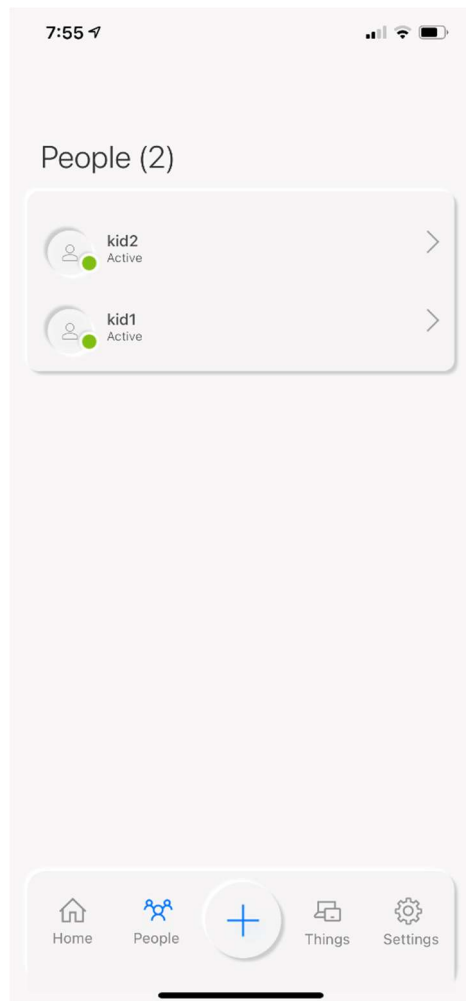 7:55
People (2)
kid2
Active
kid1
Active
Home
People
Things
Settings